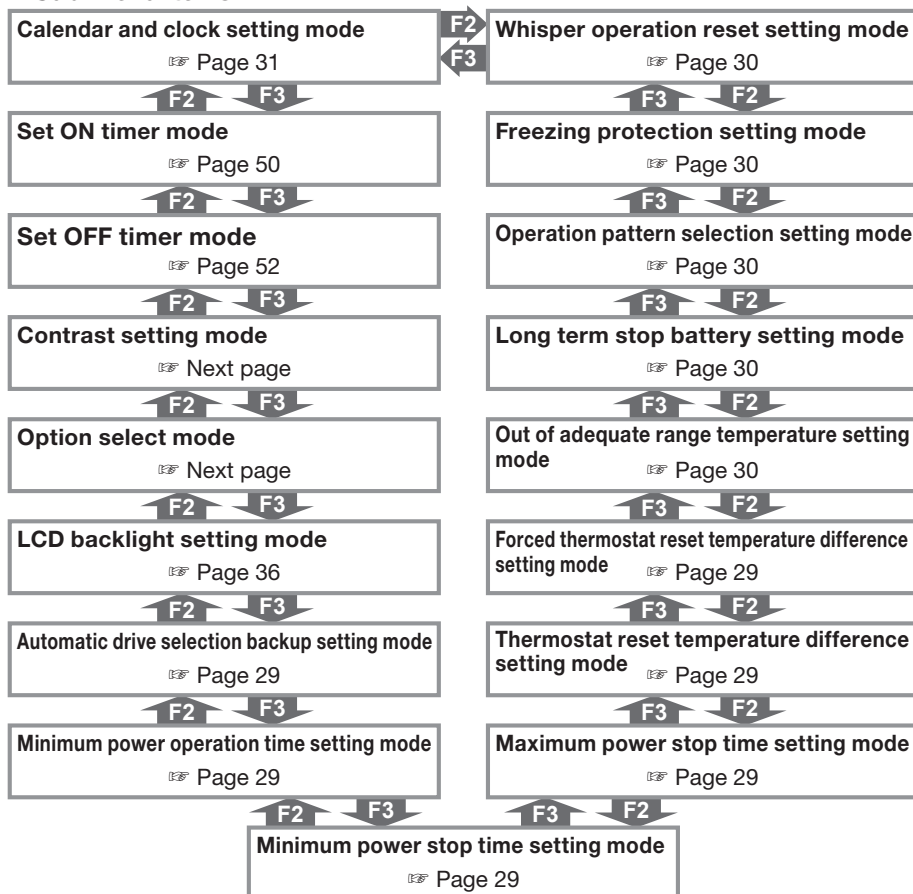 Calendar and clock setting mode
☞ Page 31
F2
F3
Whisper operation reset setting mode
☞ Page 30
F2 F3
F3 F2
Set ON timer mode
☞ Page 50
Freezing protection setting mode
☞ Page 30
F2 F3
F3 F2
Set OFF timer mode
☞ Page 52
Operation pattern selection setting mode
☞ Page 30
F2 F3
F3 F2
Contrast setting mode
☞ Next page
Long term stop battery setting mode
☞ Page 30
F2 F3
F3 F2
Option select mode
☞ Next page
Out of adequate range temperature setting
mode ☞ Page 30
F2 F3
F3 F2
LCD backlight setting mode
☞ Page 36
Forced thermostat reset temperature difference
setting mode ☞ Page 29
F2 F3
F3 F2
Automatic drive selection backup setting mode
☞ Page 29
Thermostat reset temperature difference
setting mode ☞ Page 29
F2 F3
F3 F2
Minimum power operation time setting mode
☞ Page 29
Maximum power stop time setting mode
☞ Page 29
F2 F3
F3 F2
Minimum power stop time setting mode
☞ Page 29